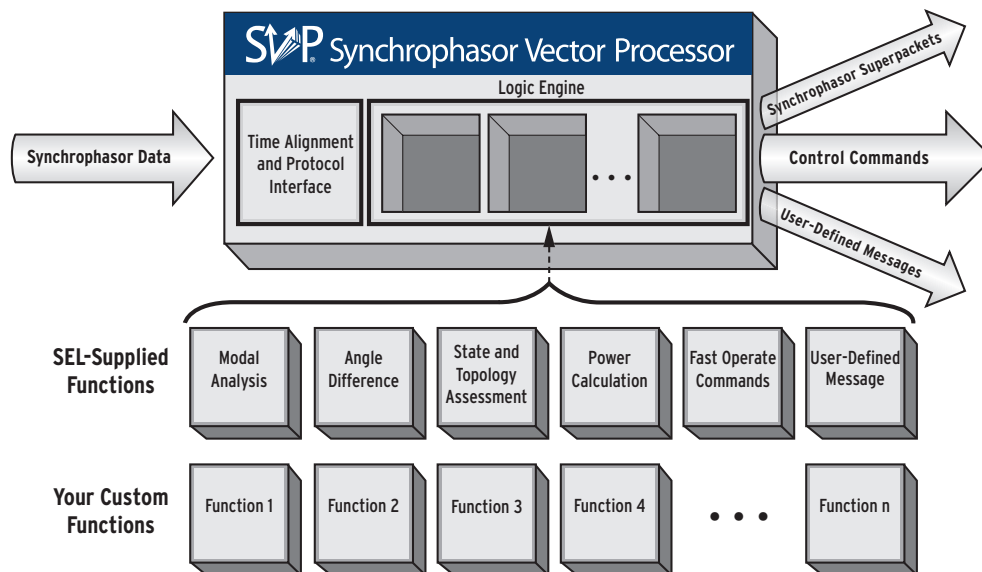 SVP® Synchrophasor Vector Processor
Logic Engine
Time Alignment
and Protocol
Interface
Synchrophasor Data
Synchrophasor Superpackets
Control Commands
User-Defined Messages
SEL-Supplied
Functions
Modal
Analysis
Angle
Difference
State and
Topology
Assessment
Power
Calculation
Fast Operate
Commands
User-Defined
Message
Your Custom
Functions
Function 1
Function 2
Function 3
Function 4
Function n